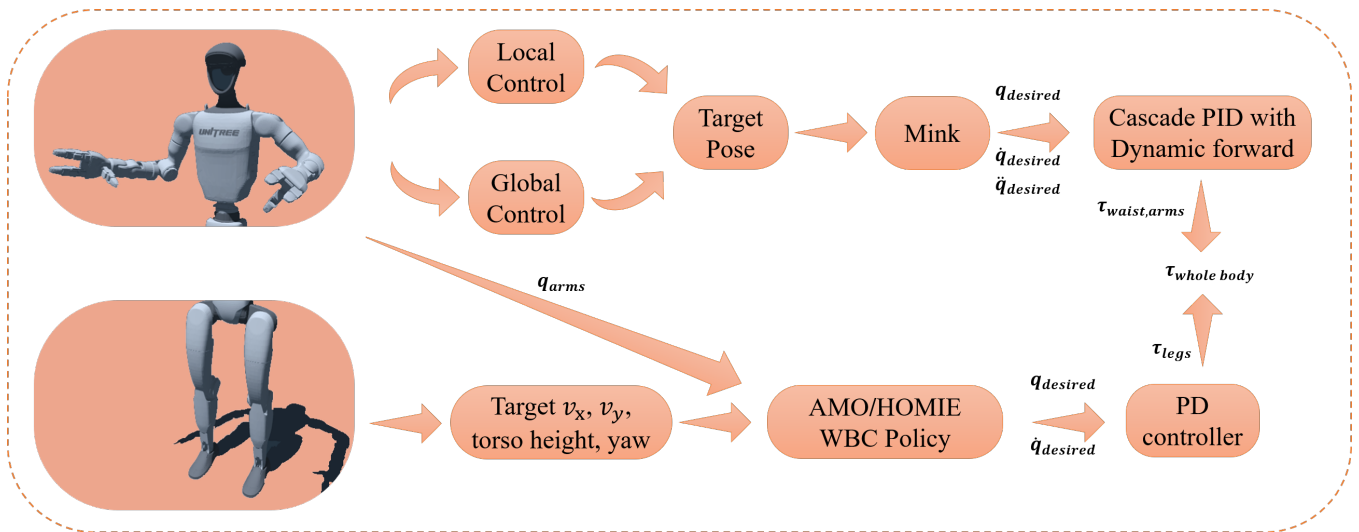 UNITREE
Local
Control
Global
Control
Target
Pose
Mink
q_desired
q̇_desired
q̈_desired
Cascade PID with
Dynamic forward
τ_waist,arms
τ_whole body
τ_legs
q_arms
Target v_x, v_y,
torso height, yaw
AMO/HOMIE
WBC Policy
q_desired
q̇_desired
PD
controller